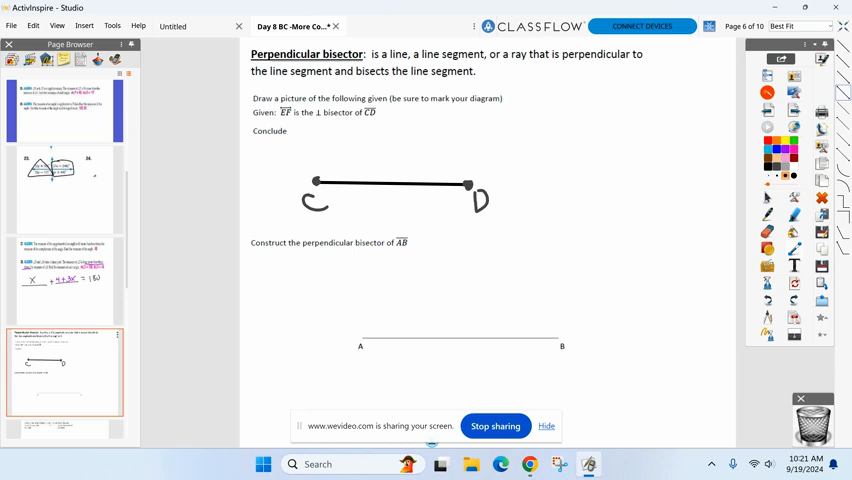 ActivInspire - Studio
File Edit View Insert Tools Help Untitled Day 8 BC -More Co...* Page 6 of 10 Best Fit
CLASSFLOW CONNECT DEVICES
Page Browser
Perpendicular bisector: is a line, a line segment, or a ray that is perpendicular to
the line segment and bisects the line segment.
Draw a picture of the following given (be sure to mark your diagram)
Given: EF is the ⊥ bisector of CD
Conclude
C D
Construct the perpendicular bisector of AB
A B
23. 24.
X + 4+3x = 180
C D
www.wevideo.com is sharing your screen. Stop sharing Hide
Search
10:21 AM
9/19/2024